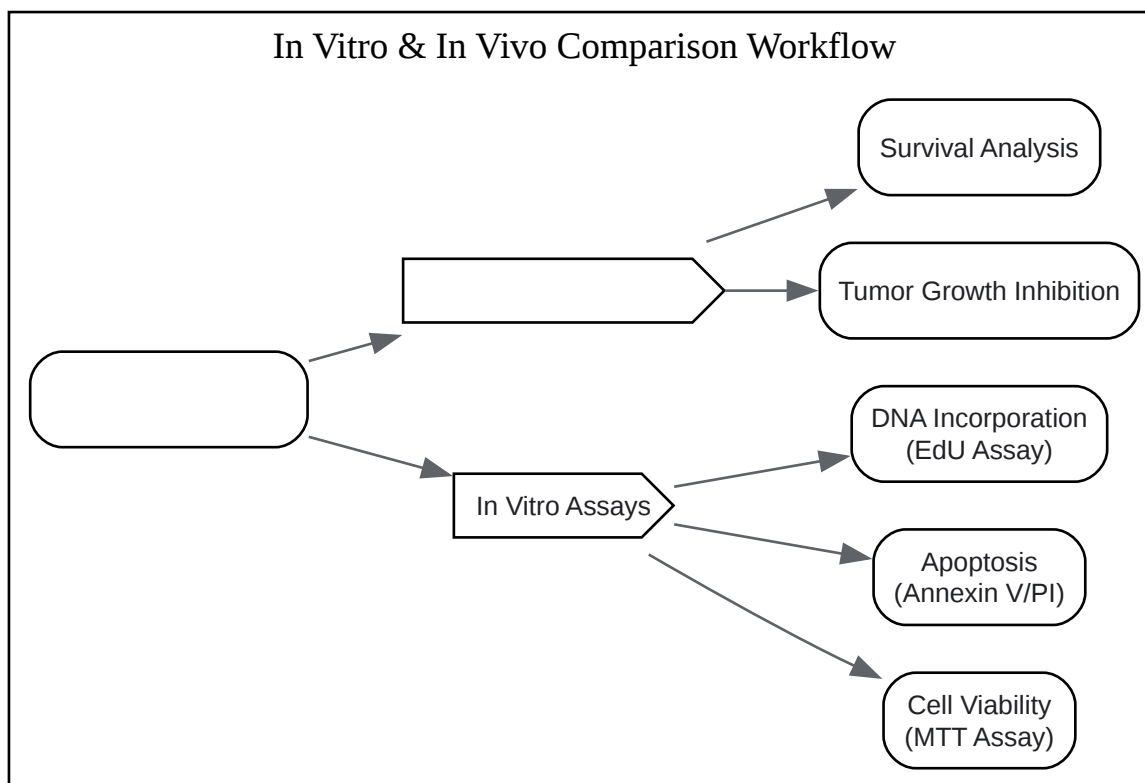 In Vitro & In Vivo Comparison Workflow
Survival Analysis
Tumor Growth Inhibition
DNA Incorporation
(EdU Assay)
In Vitro Assays
Apoptosis
(Annexin V/PI)
Cell Viability
(MTT Assay)